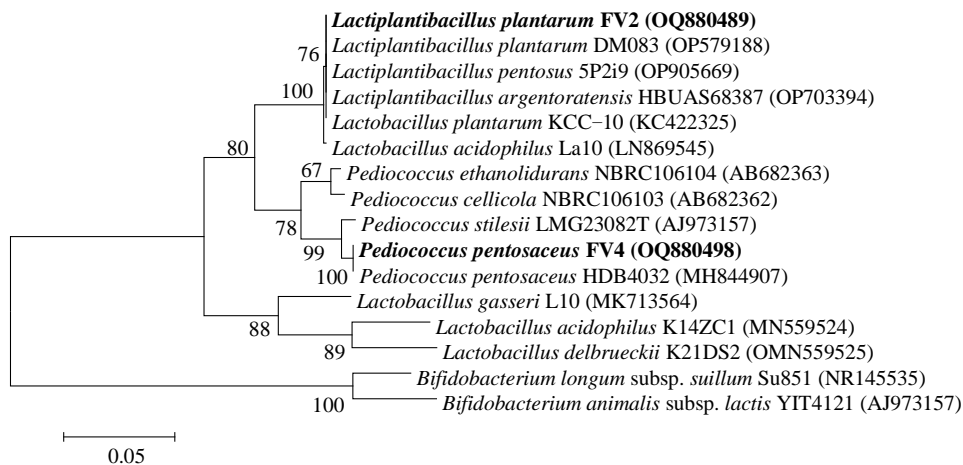 Lactiplantibacillus plantarum FV2 (OQ880489)
76
Lactiplantibacillus plantarum DM083 (OP579188)
Lactiplantibacillus pentosus 5P2i9 (OP905669)
100
Lactiplantibacillus argentoratensis HBUAS68387 (OP703394)
Lactobacillus plantarum KCC−10 (KC422325)
80
Lactobacillus acidophilus La10 (LN869545)
67
Pediococcus ethanolidurans NBRC106104 (AB682363)
Pediococcus cellicola NBRC106103 (AB682362)
78
Pediococcus stilesii LMG23082T (AJ973157)
99
Pediococcus pentosaceus FV4 (OQ880498)
100
Pediococcus pentosaceus HDB4032 (MH844907)
Lactobacillus gasseri L10 (MK713564)
88
Lactobacillus acidophilus K14ZC1 (MN559524)
89
Lactobacillus delbrueckii K21DS2 (OMN559525)
Bifidobacterium longum subsp. suillum Su851 (NR145535)
100
Bifidobacterium animalis subsp. lactis YIT4121 (AJ973157)
0.05